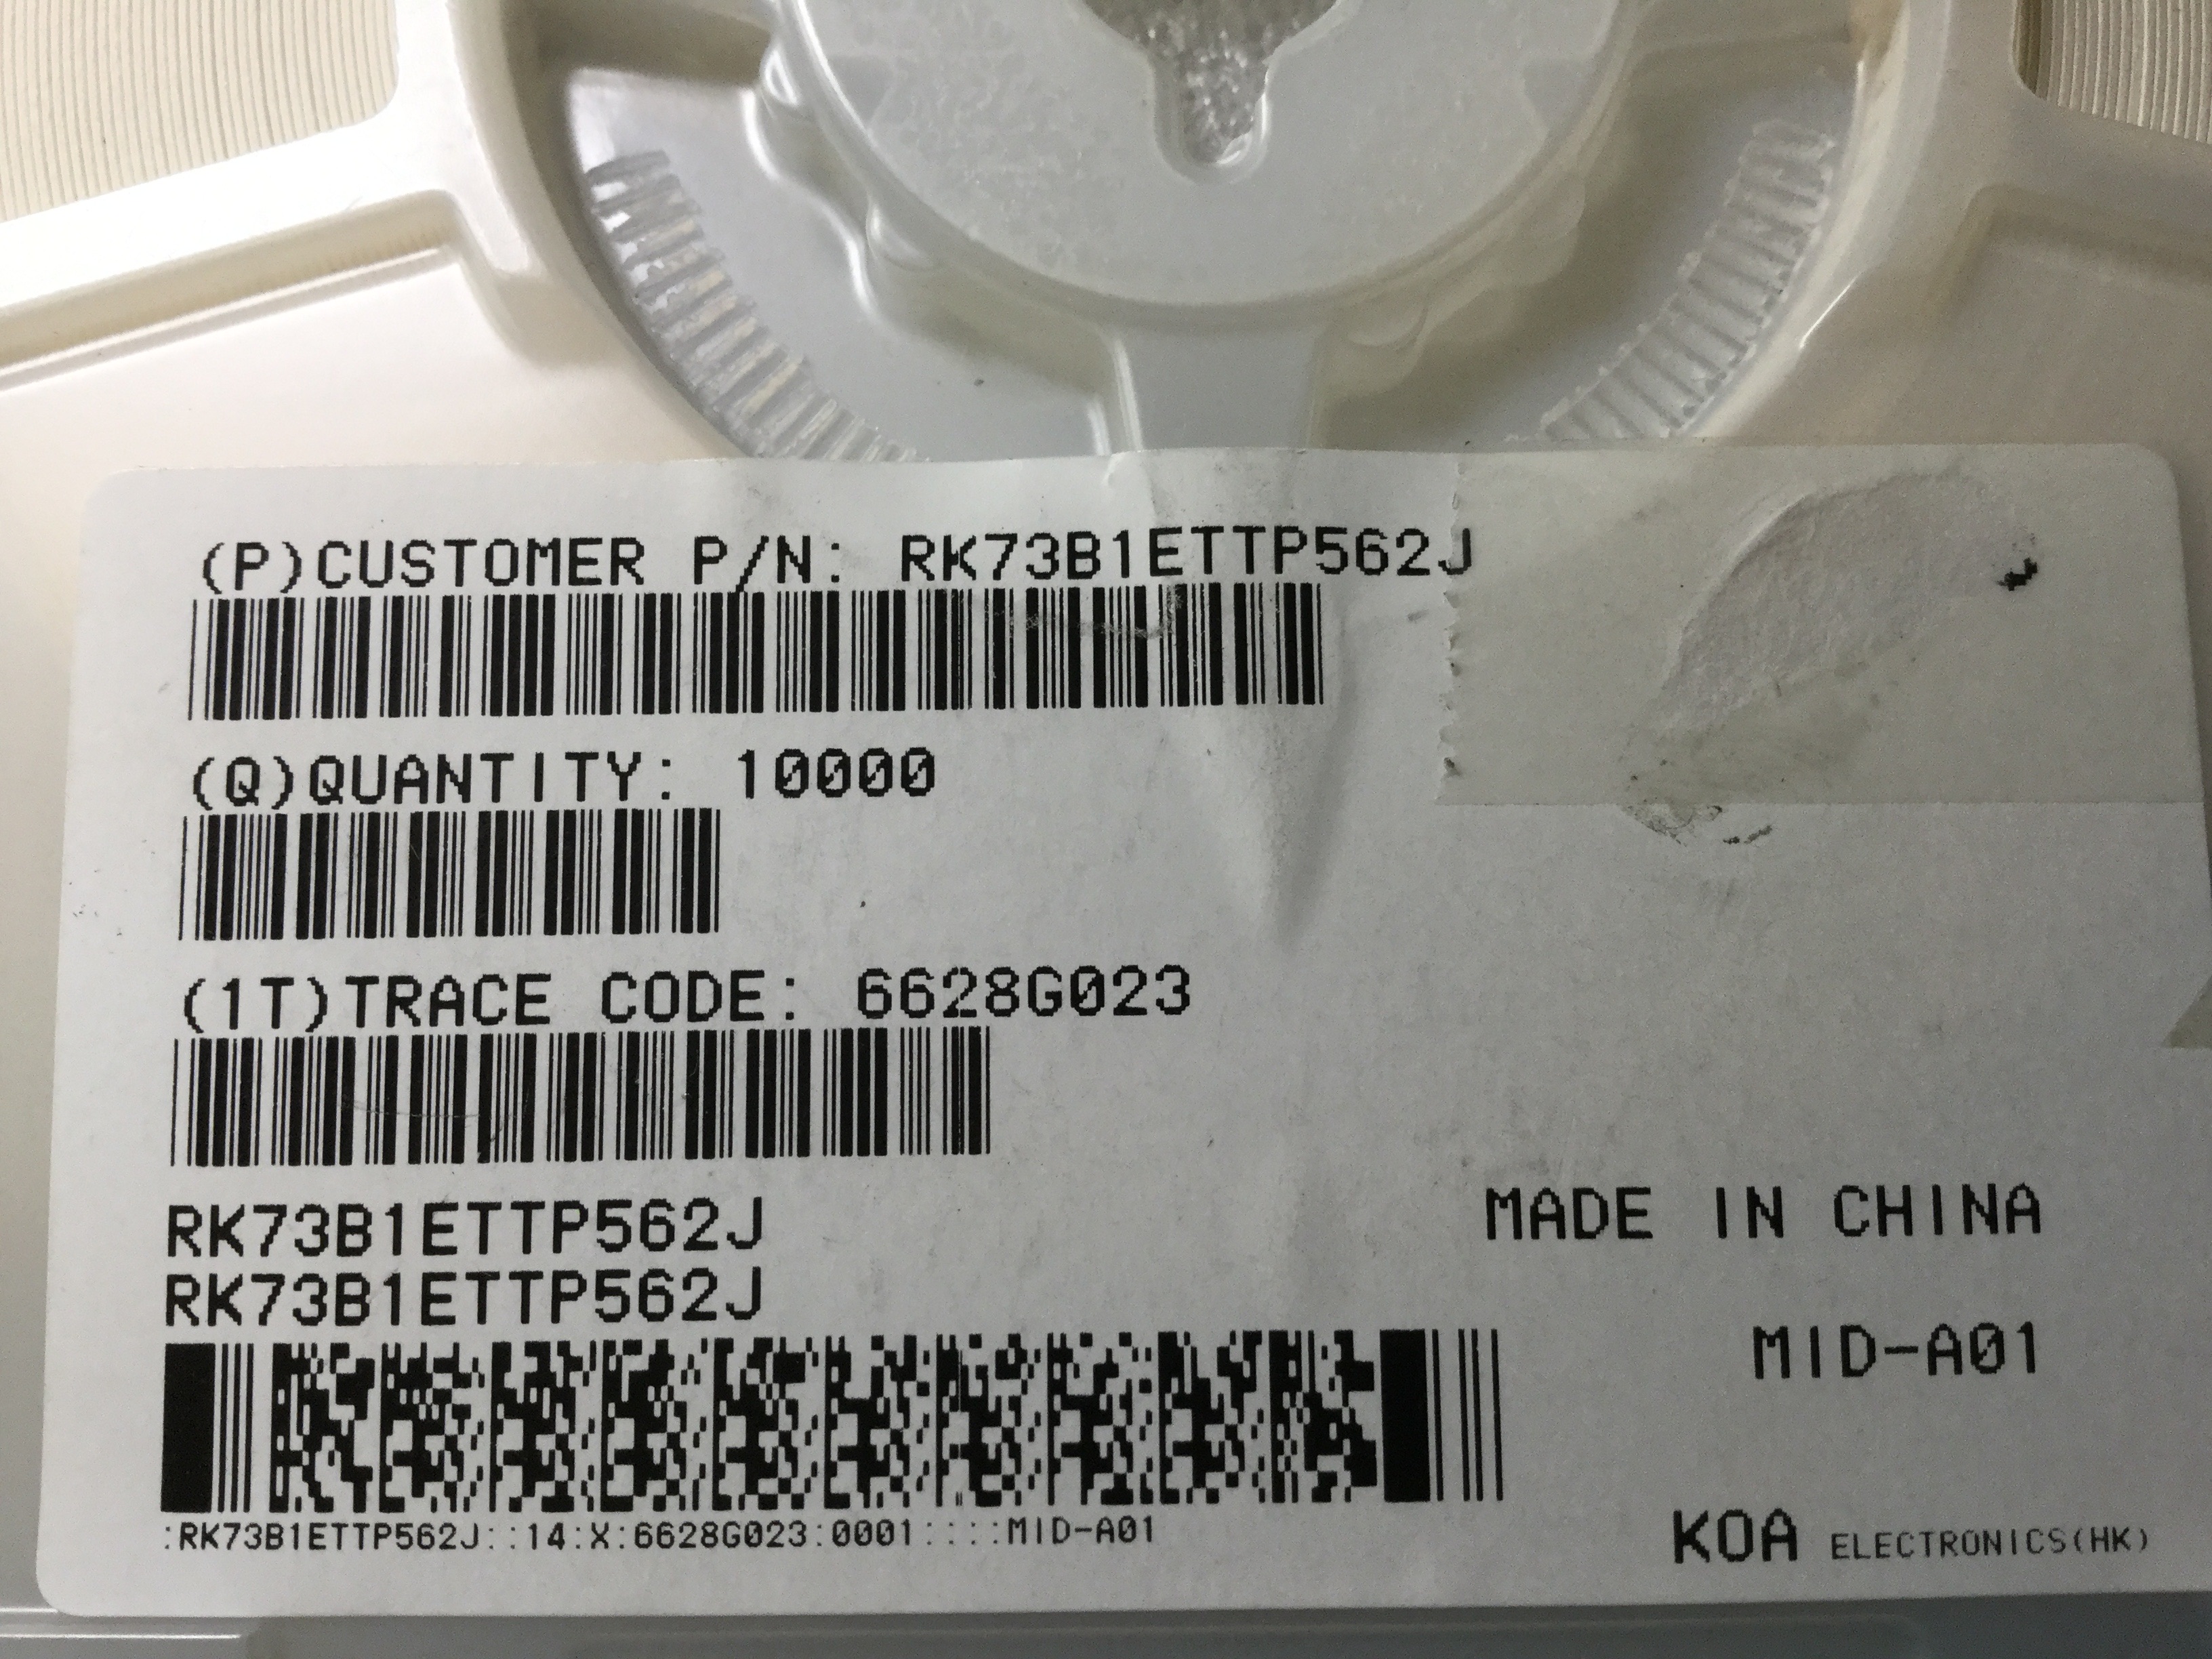 (P)CUSTOMER P/N: RK73B1ETTP562J
(Q)QUANTITY: 10000
(1T)TRACE CODE: 6628G023
RK73B1ETTP562J
MADE IN CHINA
RK73B1ETTP562J
MID-A01
:RK73B1ETTP562J::14:X:6628G023:0001::::MID-A01
KOA ELECTRONICS(HK)